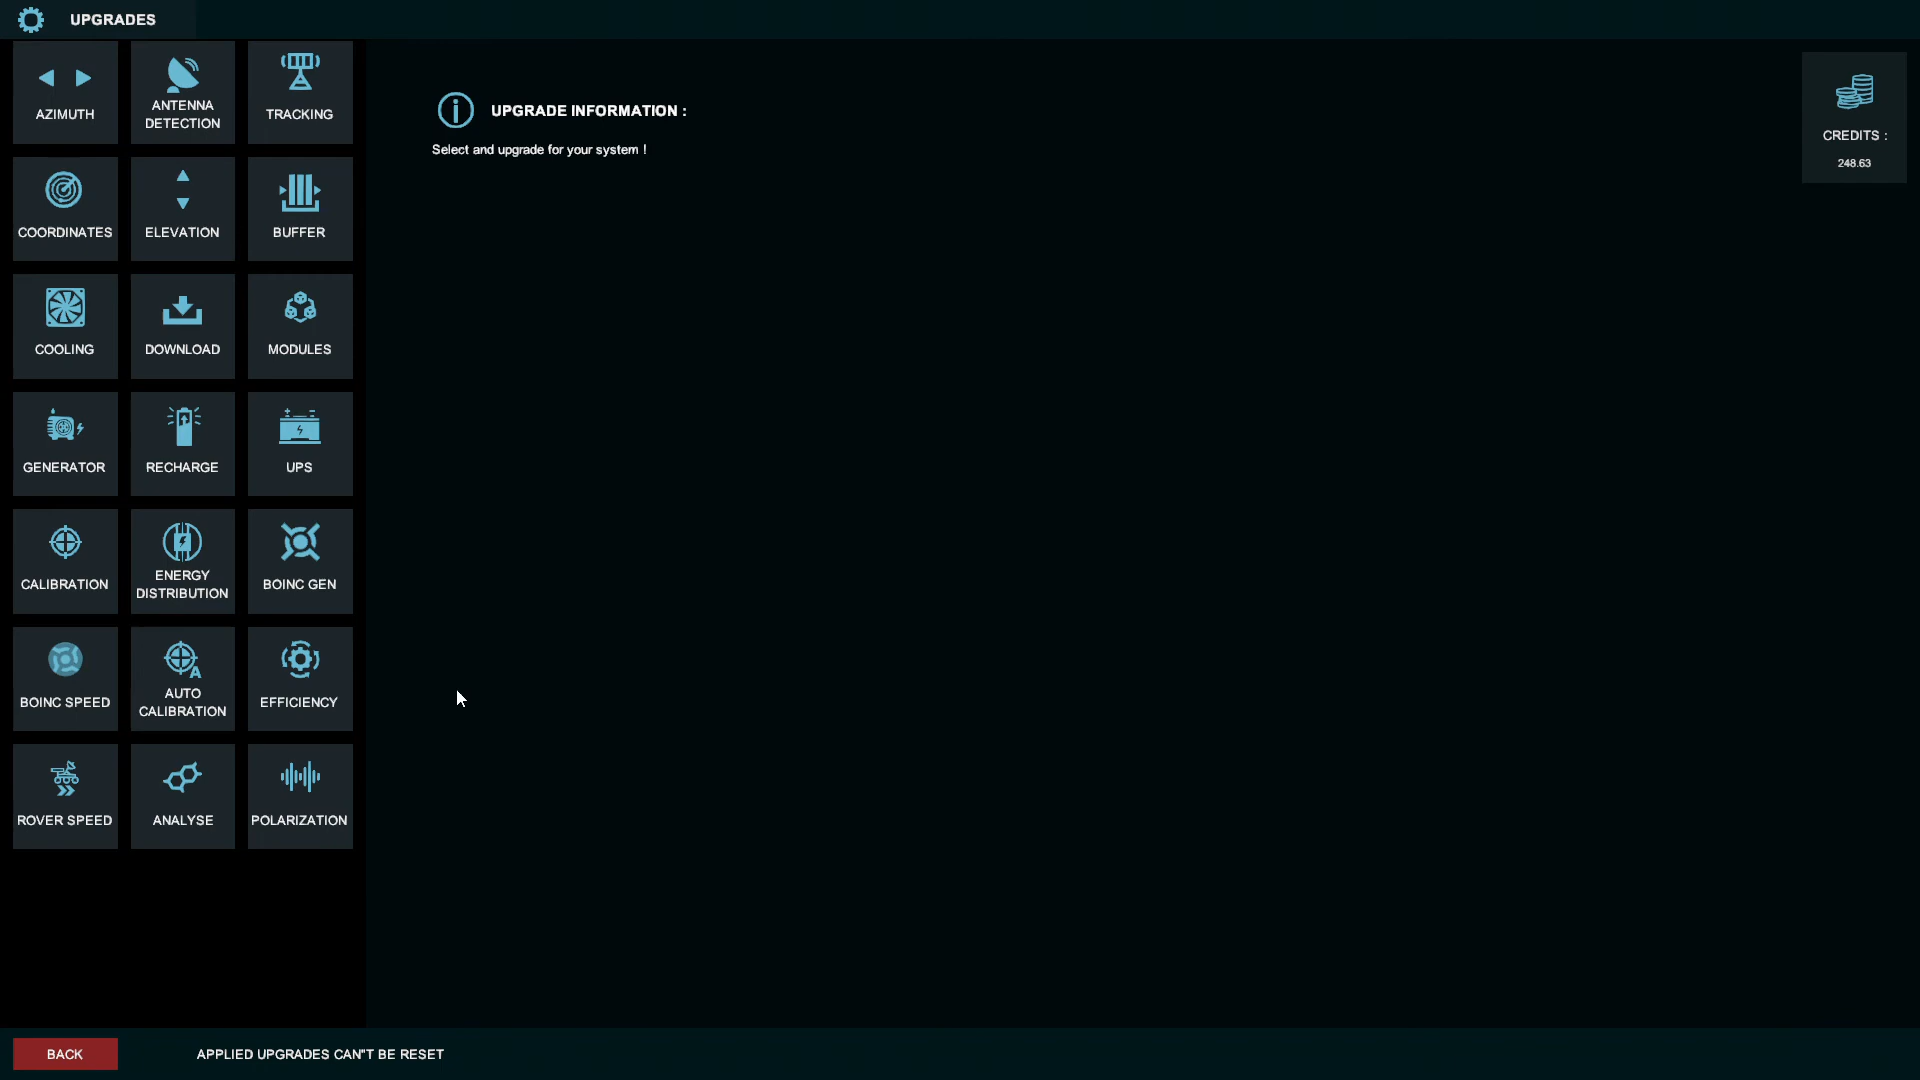 UPGRADES
AZIMUTH
ANTENNA
DETECTION
TRACKING
UPGRADE INFORMATION :
Select and upgrade for your system !
CREDITS :
248.63
COORDINATES
ELEVATION
BUFFER
COOLING
DOWNLOAD
MODULES
GENERATOR
RECHARGE
UPS
CALIBRATION
ENERGY
DISTRIBUTION
BOINC GEN
BOINC SPEED
AUTO
CALIBRATION
EFFICIENCY
ROVER SPEED
ANALYSE
POLARIZATION
BACK
APPLIED UPGRADES CAN"T BE RESET